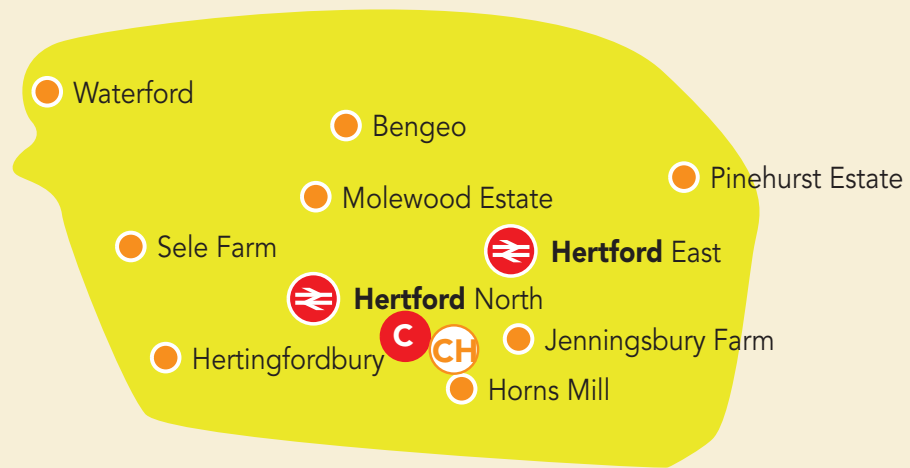 Waterford
Bengeo
Pinehurst Estate
Molewood Estate
Sele Farm
Hertford East
Hertford North
C
CH
Jenningsbury Farm
Hertingfordbury
Horns Mill